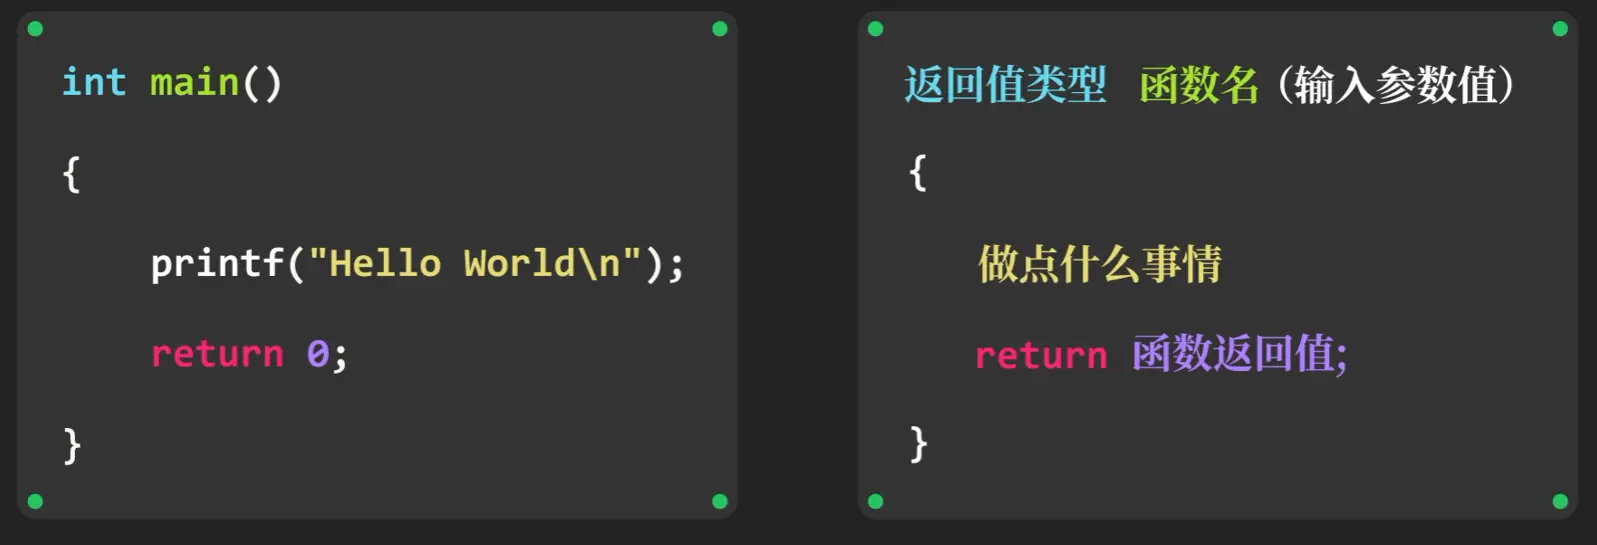 int main()
{
printf("Hello World\n");
return 0;
}
返回值类型 函数名 (输入参数值)
{
做点什么事情
return 函数返回值;
}